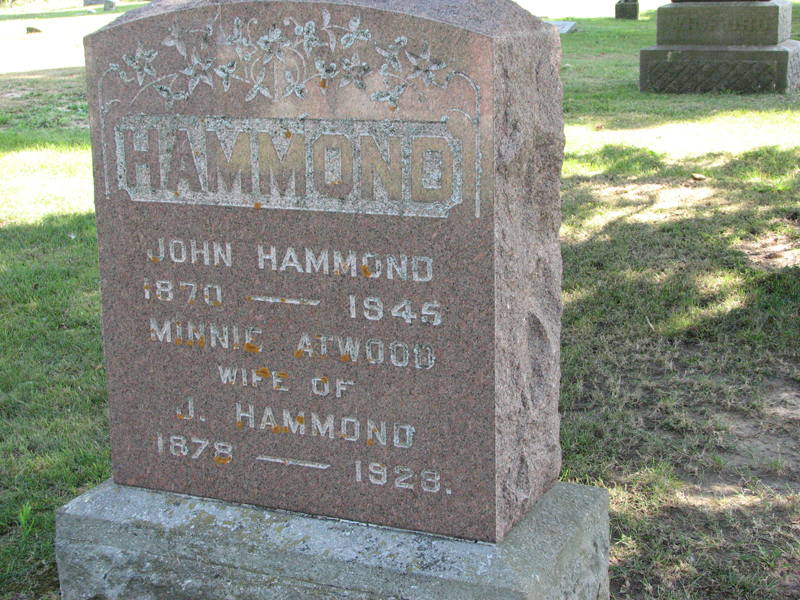 HAMMOND
JOHN HAMMOND
1870 — 1945
MINNIE ATWOOD
WIFE OF
J. HAMMOND
1878 — 1928.